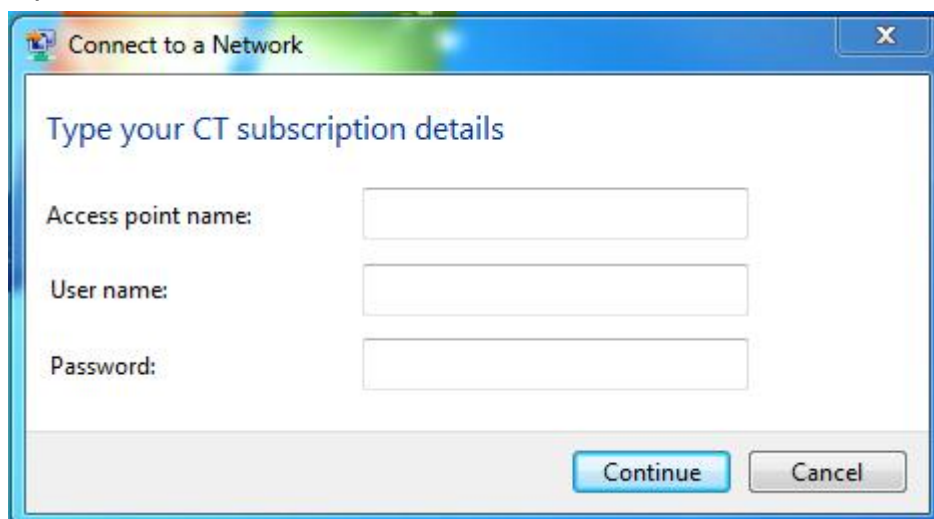 Connect to a Network
Type your CT subscription details
Access point name:
User name:
Password:
Continue Cancel